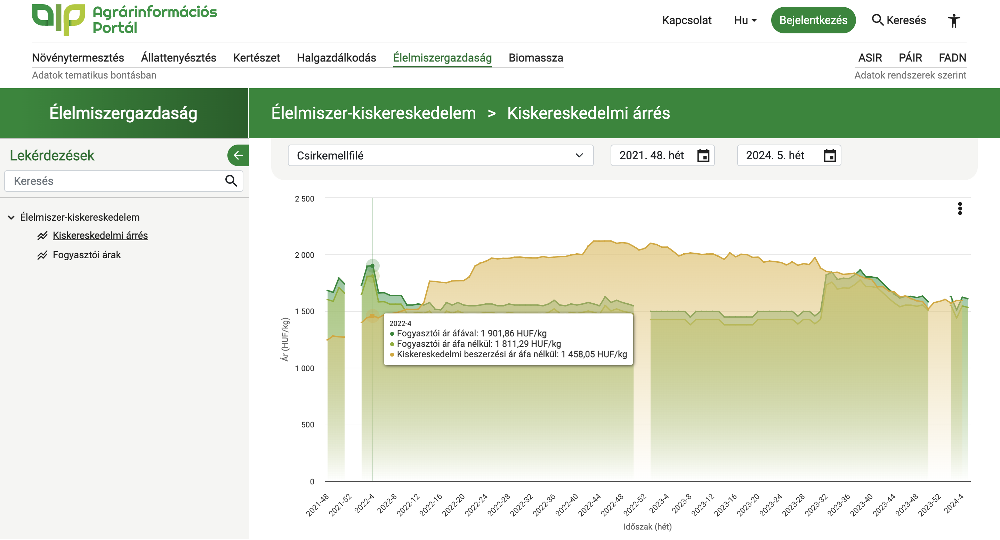 Agrárinformációs
Portál
Kapcsolat
Hu
Bejelentkezés
Keresés
Növénytermesztés
Állattenyésztés
Kertészet
Halgazdálkodás
Élelmiszergazdaság
Biomassza
Adatok tematikus bontásban
ASIR
PÁIR
FADN
Adatok rendszerek szerint
Élelmiszergazdaság
Élelmiszer-kiskereskedelem > Kiskereskedelmi árrés
Lekérdezések
Keresés
Élelmiszer-kiskereskedelem
Kiskereskedelmi árrés
Fogyasztói árak
Csirkemellfilé
2021. 48. hét
2024. 5. hét
2 500
2 000
1 500
1 000
500
0
Ár (HUF/kg)
2022-4
Fogyasztói ár áfával: 1 901,86 HUF/kg
Fogyasztói ár áfa nélkül: 1 811,29 HUF/kg
Kiskereskedelmi beszerzési ár áfa nélkül: 1 458,05 HUF/kg
2021-48
2021-52
2022-4
2022-8
2022-12
2022-16
2022-20
2022-24
2022-28
2022-32
2022-36
2022-40
2022-44
2022-48
2022-52
2023-4
2023-8
2023-12
2023-16
2023-20
2023-24
2023-28
2023-32
2023-36
2023-40
2023-44
2023-48
2023-52
2024-4
Időszak (hét)